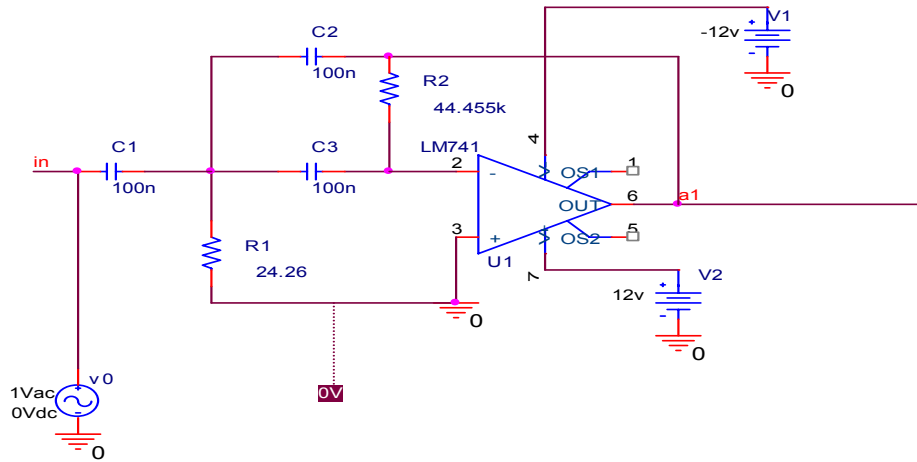 V1
-12v
0
C2
100n
R2
44.455k
LM741
C1
in
100n
C3
100n
4
2
-
OS1
1
OUT
6
a1
3
+
OS2
5
U1
7
R1
24.26
0
V2
12v
0
0V
v0
1Vac
0Vdc
0